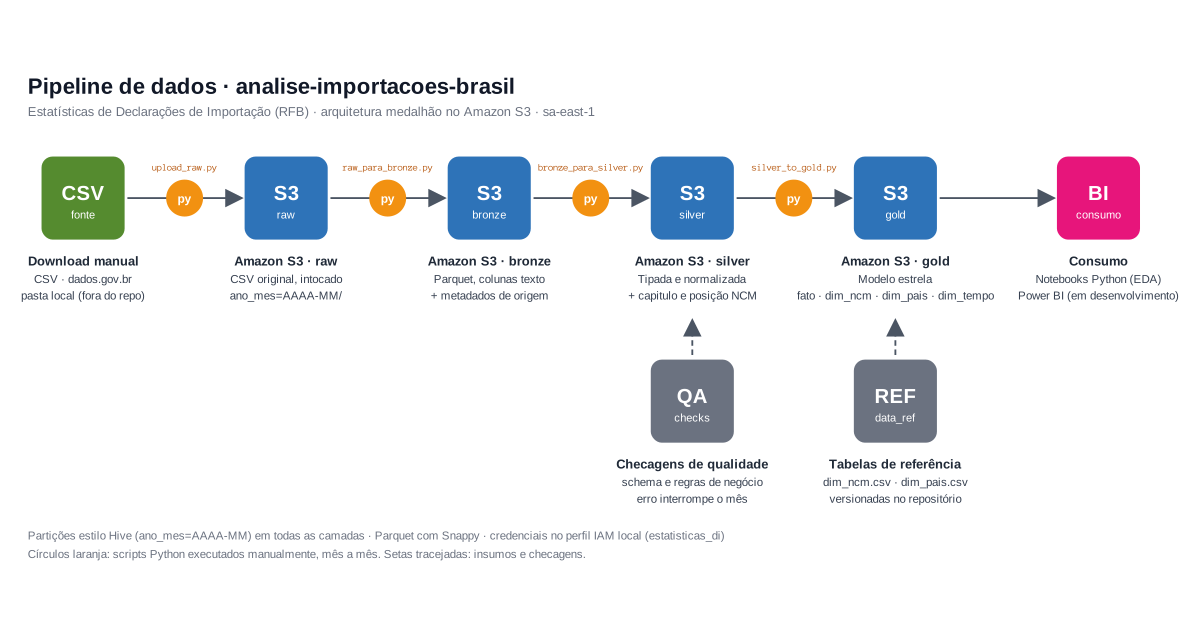 Pipeline de dados · analise-importacoes-brasil
Estatísticas de Declarações de Importação (RFB) · arquitetura medalhão no Amazon S3 · sa-east-1
upload_raw.py
raw_para_bronze.py
bronze_para_silver.py
silver_to_gold.py
CSV
fonte
py
S3
raw
py
S3
bronze
py
S3
silver
py
S3
gold
BI
consumo
Download manual
CSV · dados.gov.br
pasta local (fora do repo)
Amazon S3 · raw
CSV original, intocado
ano_mes=AAAA-MM/
Amazon S3 · bronze
Parquet, colunas texto
+ metadados de origem
Amazon S3 · silver
Tipada e normalizada
+ capitulo e posição NCM
Amazon S3 · gold
Modelo estrela
fato · dim_ncm · dim_pais · dim_tempo
Consumo
Notebooks Python (EDA)
Power BI (em desenvolvimento)
QA
checks
Checagens de qualidade
schema e regras de negócio
erro interrompe o mês
REF
data_ref
Tabelas de referência
dim_ncm.csv · dim_pais.csv
versionadas no repositório
Partições estilo Hive (ano_mes=AAAA-MM) em todas as camadas · Parquet com Snappy · credenciais no perfil IAM local (estatisticas_di)
Círculos laranja: scripts Python executados manualmente, mês a mês. Setas tracejadas: insumos e checagens.